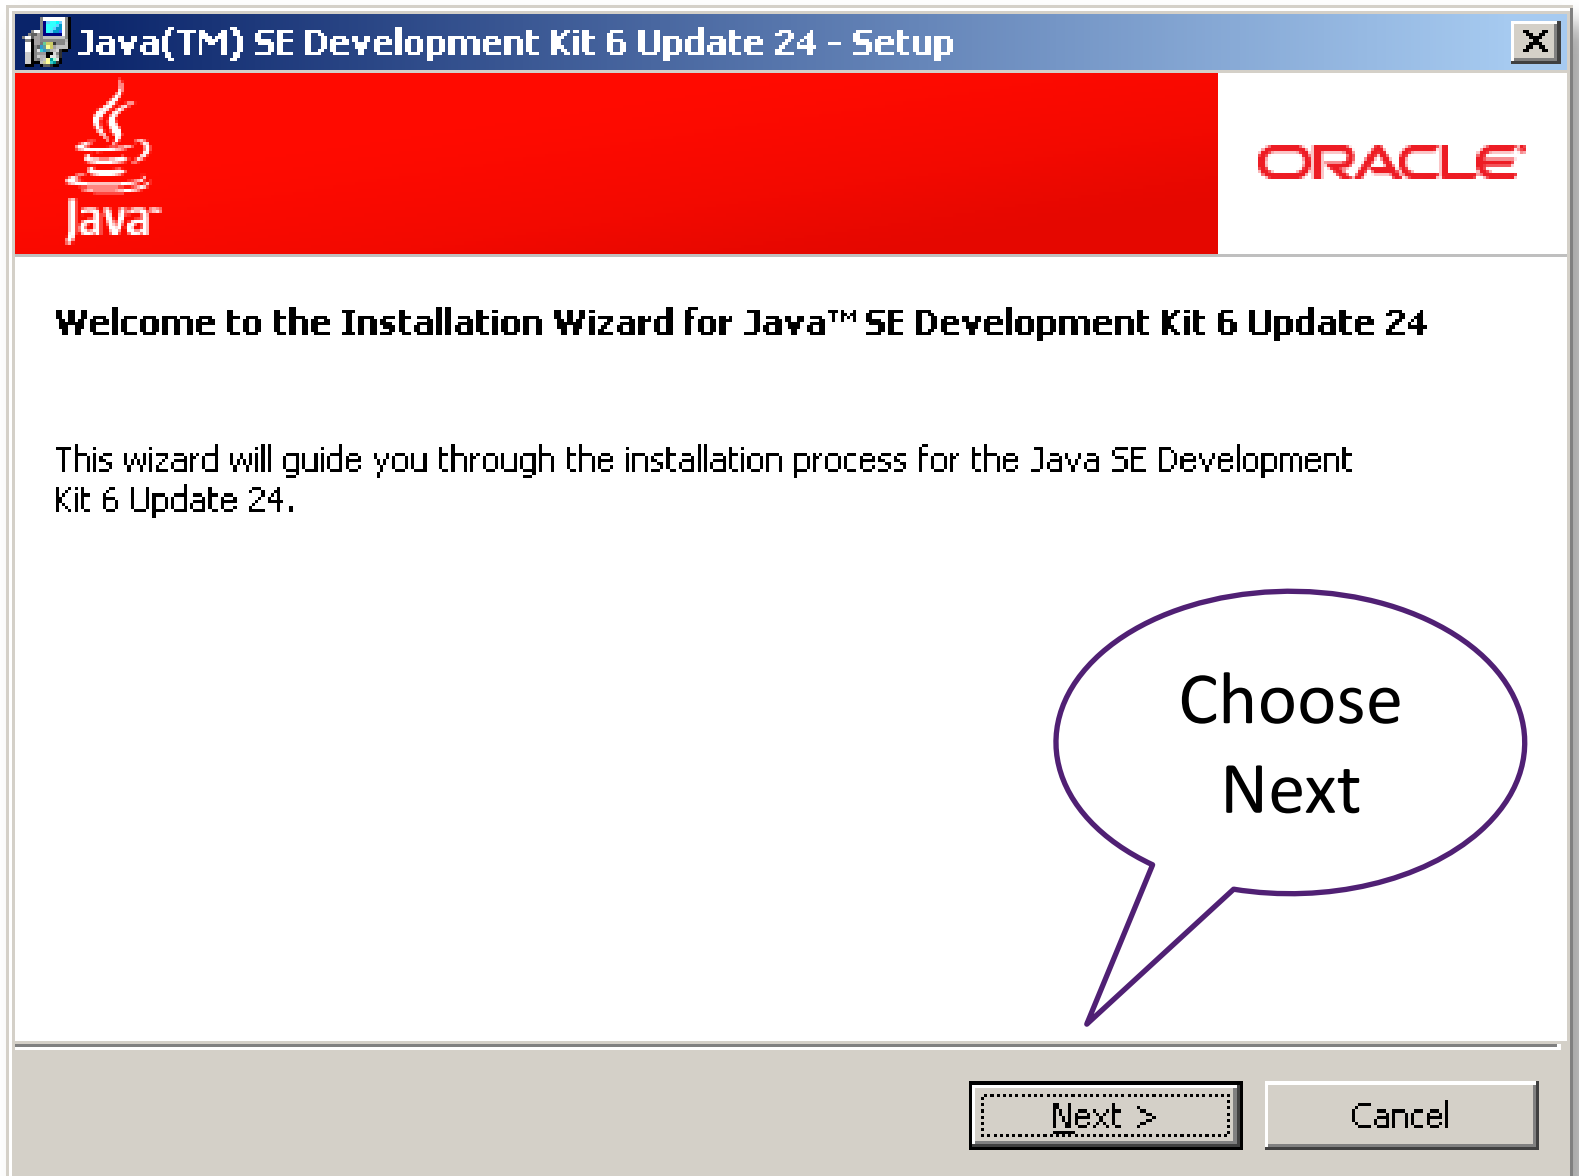 Java(TM) SE Development Kit 6 Update 24 - Setup
Java™
ORACLE®
Welcome to the Installation Wizard for Java™ SE Development Kit 6 Update 24
This wizard will guide you through the installation process for the Java SE Development
Kit 6 Update 24.
Choose
Next
Next >
Cancel